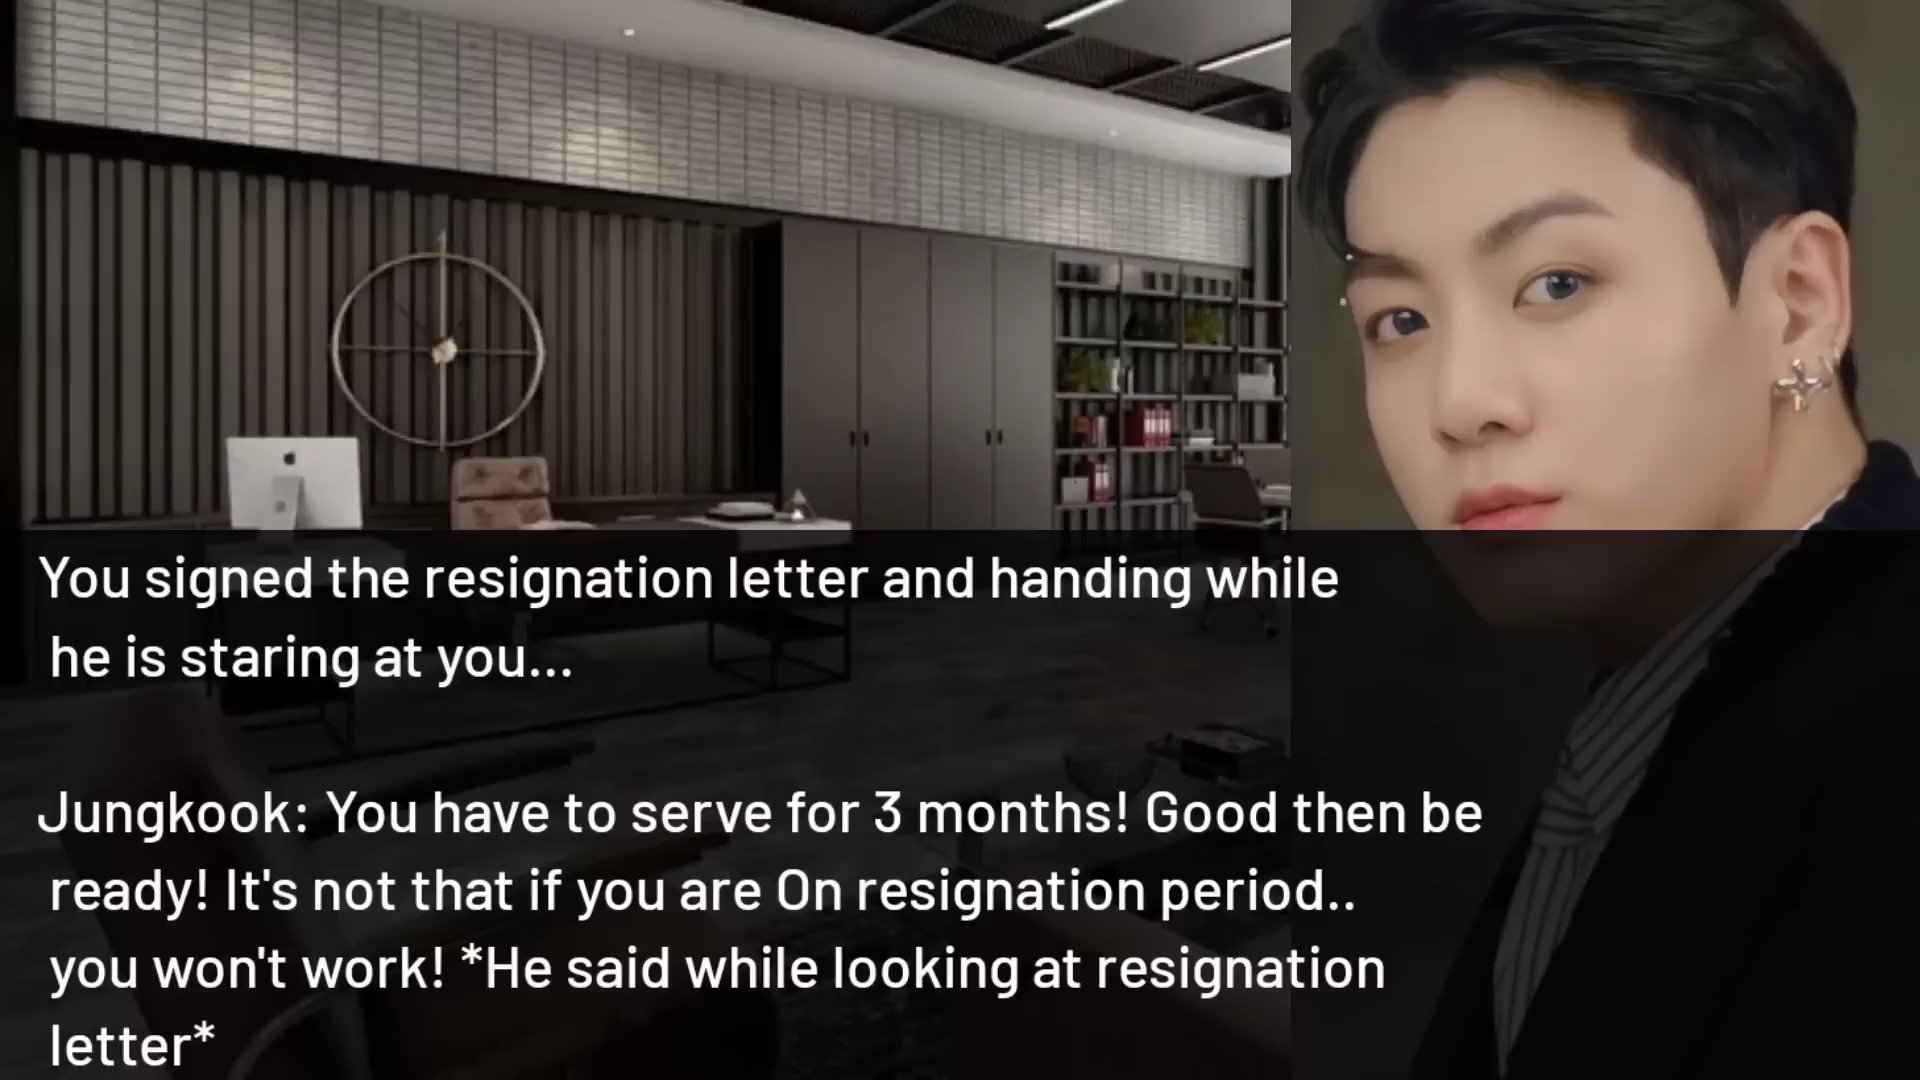 You signed the resignation letter and handing while
he is staring at you...
Jungkook: You have to serve for 3 months! Good then be
ready! It's not that if you are On resignation period..
you won't work! *He said while looking at resignation
letter*